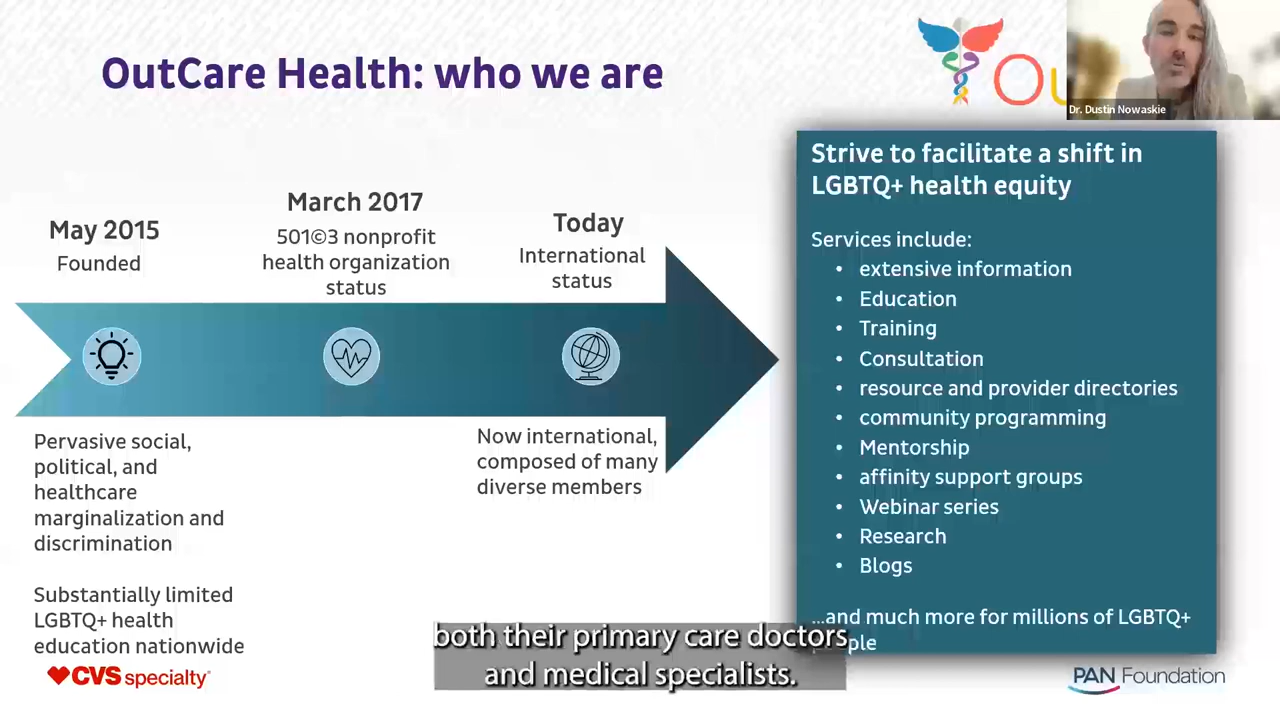 OutCare Health: who we are
Ou
Dr. Dustin Nowaskie
May 2015
Founded
March 2017
501©3 nonprofit
health organization
status
Today
International
status
Pervasive social,
political, and
healthcare
marginalization and
discrimination
Substantially limited
LGBTQ+ health
education nationwide
Now international,
composed of many
diverse members
Strive to facilitate a shift in
LGBTQ+ health equity
Services include:
• extensive information
• Education
• Training
• Consultation
• resource and provider directories
• community programming
• Mentorship
• affinity support groups
• Webinar series
• Research
• Blogs
...and much more for millions of LGBTQ+
ple
both their primary care doctors
and medical specialists.
CVS specialty®
PAN Foundation